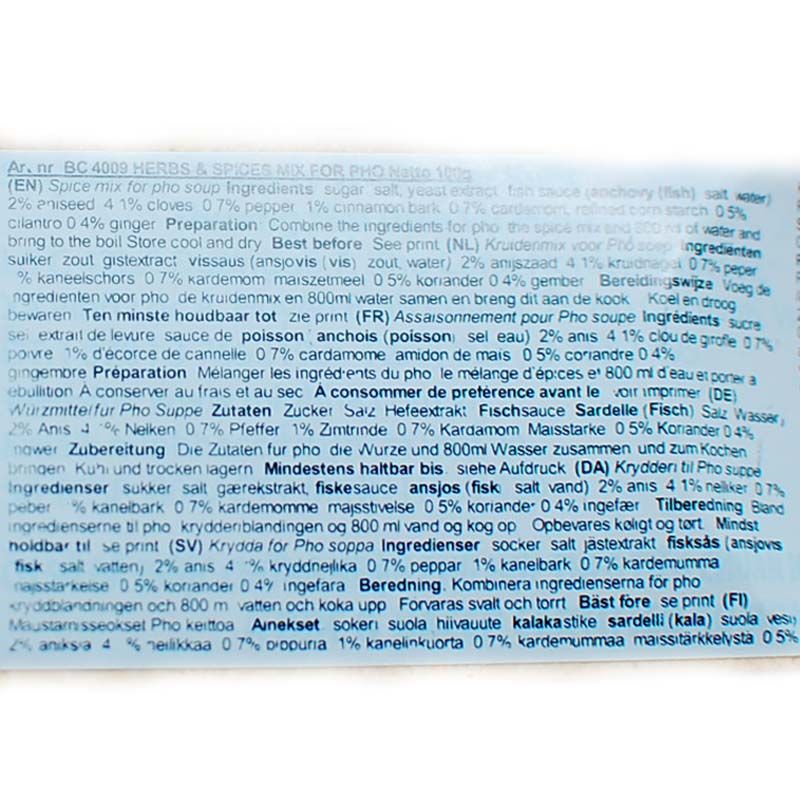 Art. nr BC 4009 HERBS & SPICES MIX FOR PHO Netto 100g
(EN) Spice mix for pho soup Ingredients sugar salt, yeast extract fish sauce (anchovy (fish) salt water)
2% aniseed 4 1% cloves 0 7% pepper 1% cinnamon bark 0 7% cardemom, refined corn starch 0 5%
cilantro 0 4% ginger Preparation Combine the ingredients for pho the spice mix and 800 ml of water and
bring to the boil Store cool and dry Best before See print (NL) Kruidenmix voor Pho soep Ingredienten
suiker zout gistextract vissaus (ansjovis (vis) zout, water) 2% anijszaad 4 1% kruidnagel 0 7% peper
% kaneelschors 0 7% kardemom maiszetmeel 0 5% koriander 0 4% gember Bereidingswijze Voeg de
ingredienten voor pho de kruidenmix en 800ml water samen en breng dit aan de kook Koel en droog
bewaren Ten minste houdbaar tot zie print (FR) Assaisonnement pour Pho soupe Ingrédients sucre
sel extrait de levure sauce de poisson anchois (poisson) sel eau) 2% anis 4 1% clou de girofle 0 7%
poivre 1% d'écorce de cannelle 0 7% cardamome amidon de mais 0 5% coriandre 0 4%
gingembre Préparation Mélanger les ingrédients du pho le mélange d'épices et 800 ml d'eau et porter a
ebullition À conserver au frais et au sec À consommer de preférence avant le voir imprimer (DE)
Würzmittel fur Pho Suppe Zutaten Zucker Salz Hefeextrakt Fischsauce Sardelle (Fisch) Salz Wasser,
2% Anis 4 % Nelken 0 7% Pfeffer 1% Zimtrinde 0 7% Kardamom Maisstarke 0 5% Koriander 0 4%
Ingwer Zubereitung Die Zutaten fur pho die Wurze und 800ml Wasser zusammen und zum Kochen
bringen Kuhl und trocken lagern Mindestens haltbar bis siehe Aufdruck (DA) Krydderi til Pho suppe
Ingredienser sukker salt gærekstrakt, fiskesauce ansjos (fisk salt vand) 2% anis 4 1% nelliker 0 7%
peber % kanelbark 0 7% kardemomme majsstivelse 0 5% koriander 0 4% ingefær Tilberedning Bland
ingredienserne til pho krydderiblandingen og 800 ml vand og kog op Opbevares køligt og tørt. Mindst
holdbar til se print (SV) Krydda för Pho soppa Ingredienser socker salt jästextrakt fisksås (ansjovis
fisk salt vatten) 2% anis 4 % kryddnejlika 0 7% peppar 1% kanelbark 0 7% kardemumma
majsstärkelse 0 5% koriander 0 4% ingefara Beredning. Kombinera ingredienserna för pho
kryddblandningen och 800 m vatten och koka upp Forvaras svalt och torrt Bäst före se print (FI)
Maustamisseokset Pho keittoa Ainekset sokeri suola hiivauute kalakastike sardelli (kala) suola vesi,
2% aniksia 4 % neilikkaa 0 7% pippuria 1% kanelinkuorta 0 7% kardemummaa maissitärkkelystä 0 5%